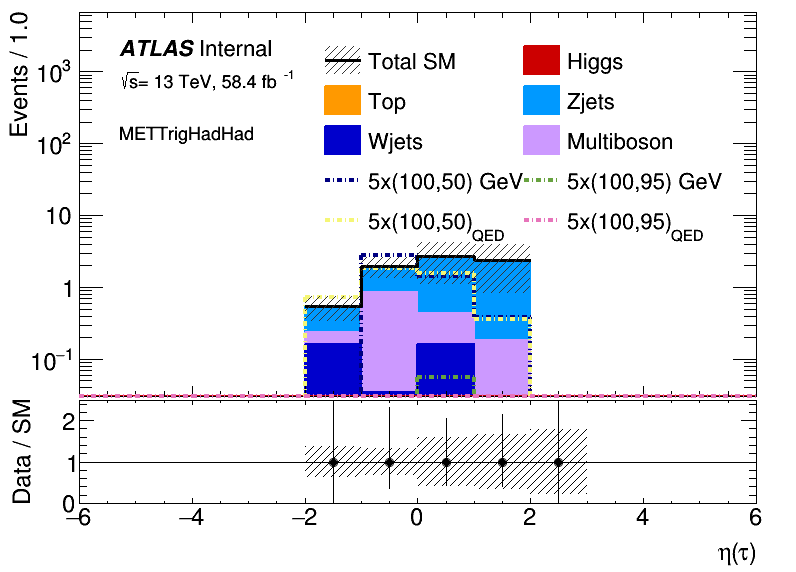 Events / 1.0
10³
10²
10
1
10⁻¹
ATLAS Internal
√s= 13 TeV, 58.4 fb ⁻¹
METTrigHadHad
Total SM
Higgs
Top
Zjets
Wjets
Multiboson
5x(100,50) GeV
5x(100,95) GeV
5x(100,50)QED
5x(100,95)QED
Data / SM
2
1
0
−6 −4 −2 0 2 4 6
η(τ)